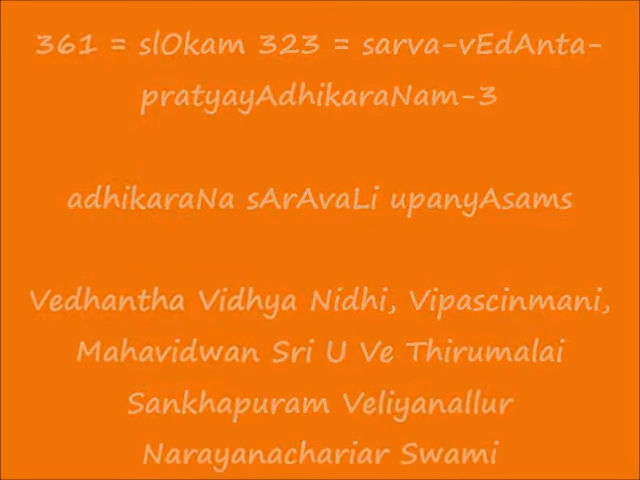 361 = slOkam 323 = sarva-vEdAnta-
pratyayAdhikaraNam-3
adhikaraNa sArAvaLi upanyAsams
Vedhantha Vidhya Nidhi, Vipascinmani,
Mahavidwan Sri U Ve Thirumalai
Sankhapuram Veliyanallur
Narayanachariar Swami